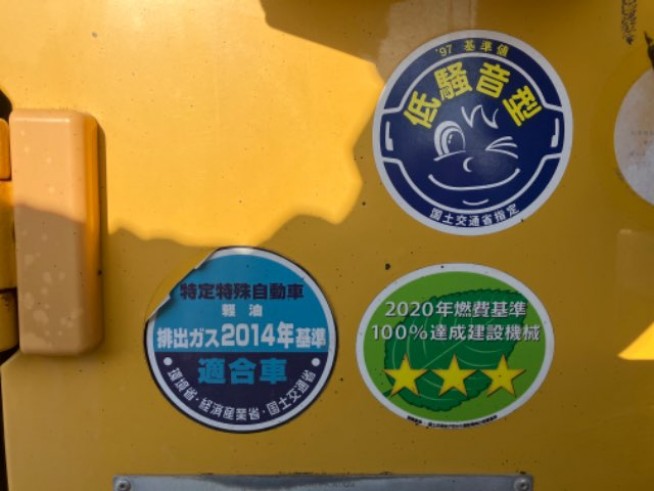 '97 基準値
低騒音型
国土交通省指定
特定特殊自動車
軽油
排出ガス2014年基準
適合車
環境省・経済産業省・国土交通省
2020年燃費基準
100%達成建設機械